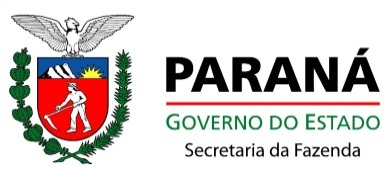 PARANÁ
GOVERNO DO ESTADO
Secretaria da Fazenda